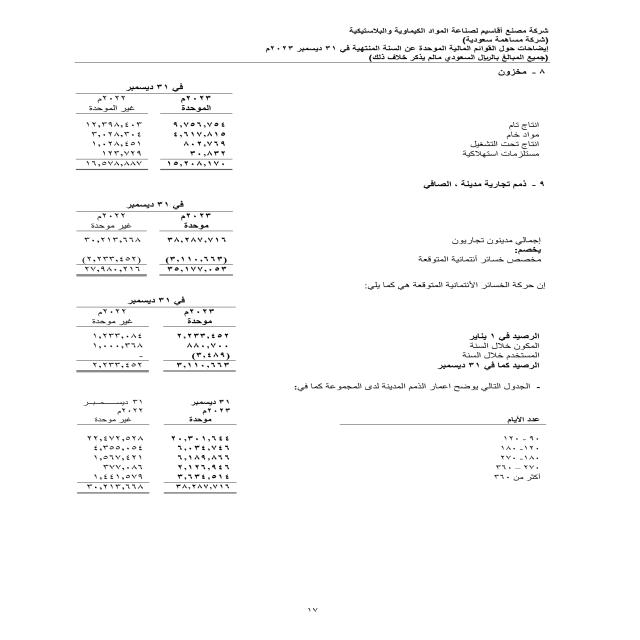 شركة مصنع أقاسيم لصناعة المواد الكيماوية والبلاستيكية
(شركة مساهمة سعودية)
إيضاحات حول القوائم المالية الموحدة عن السنة المنتهية في ٣١ ديسمبر ٢٠٢٣م
(جميع المبالغ بالريال السعودي مالم يذكر خلاف ذلك)
٨ - مخزون
في ٣١ ديسمبر
٢٠٢٣م ٢٠٢٢م
الموحدة غير الموحدة
انتاج تام ٩,٧٥٦,٧٥٤ ١٢,٣٩٨,٤٠٣
مواد خام ٤,٦١٧,٨١٥ ٣,٠٢٨,٣٠٤
انتاج تحت التشغيل ٨٠٢,٧٦٩ ١,٠٢٨,٤٥١
مستلزمات استهلاكية ٣٠,٨٣٢ ١٢٣,٧٢٩
١٥,٢٠٨,١٧٠ ١٦,٥٧٨,٨٨٧
٩ - ذمم تجارية مدينة ، الصافي
في ٣١ ديسمبر
٢٠٢٣م ٢٠٢٢م
موحدة غير موحدة
إجمالي مدينون تجاريون ٣٨,٢٨٧,٧١٦ ٣٠,٢١٣,٦٦٨
يخصم:
مخصص خسائر أئتمانية المتوقعة (٣,١١٠,٦٦٣) (٢,٢٣٣,٤٥٢)
٣٥,١٧٧,٠٥٣ ٢٧,٩٨٠,٢١٦
إن حركة الخسائر الأئتمانية المتوقعة هي كما يلي:
في ٣١ ديسمبر
٢٠٢٣م ٢٠٢٢م
موحدة غير موحدة
الرصيد في ١ يناير ٢,٢٣٣,٤٥٢ ١,٢٣٣,٠٨٤
المكون خلال السنة ٨٨٠,٧٠٠ ١,٠٠٠,٣٦٨
المستخدم خلال السنة (٣,٤٨٩) -
الرصيد كما في ٣١ ديسمبر ٣,١١٠,٦٦٣ ٢,٢٣٣,٤٥٢
- الجدول التالي يوضح اعمار الذمم المدينة لدى المجموعة كما في:
٣١ ديسمبر ٣١ ديســـمبر
٢٠٢٣م ٢٠٢٢م
عدد الأيام موحدة غير موحدة
٩٠ - ١٢٠ ٢٠,٣٠١,٦٤٤ ٢٢,٤٧٢,٥٢٨
١٢٠- ١٨٠ ٦,٠٣٤,٧٤٦ ٤,٣٥٥,٠٥٤
١٨٠- ٢٧٠ ٦,١٨٩,٨٦٦ ١,٥٦٧,٤٢١
٢٧٠ – ٣٦٠ ٢,١٢٦,٩٤٦ ٣٧٧,٠٨٦
أكثر من ٣٦٠ ٣,٦٣٤,٥١٤ ١,٤٤١,٥٧٩
٣٨,٢٨٧,٧١٦ ٣٠,٢١٣,٦٦٨
١٧